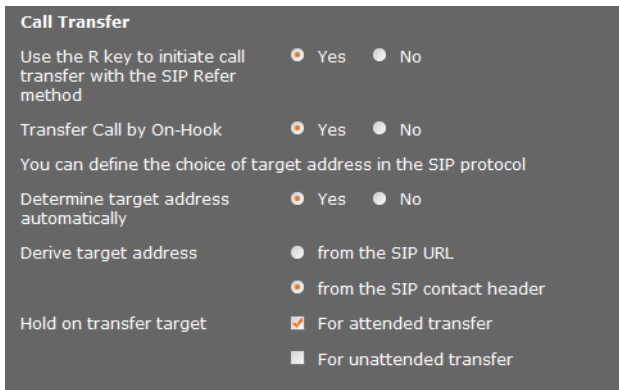 Call Transfer
Use the R key to initiate call Yes No
transfer with the SIP Refer
method
Transfer Call by On-Hook Yes No
You can define the choice of target address in the SIP protocol
Determine target address Yes No
automatically
Derive target address from the SIP URL
from the SIP contact header
Hold on transfer target For attended transfer
For unattended transfer